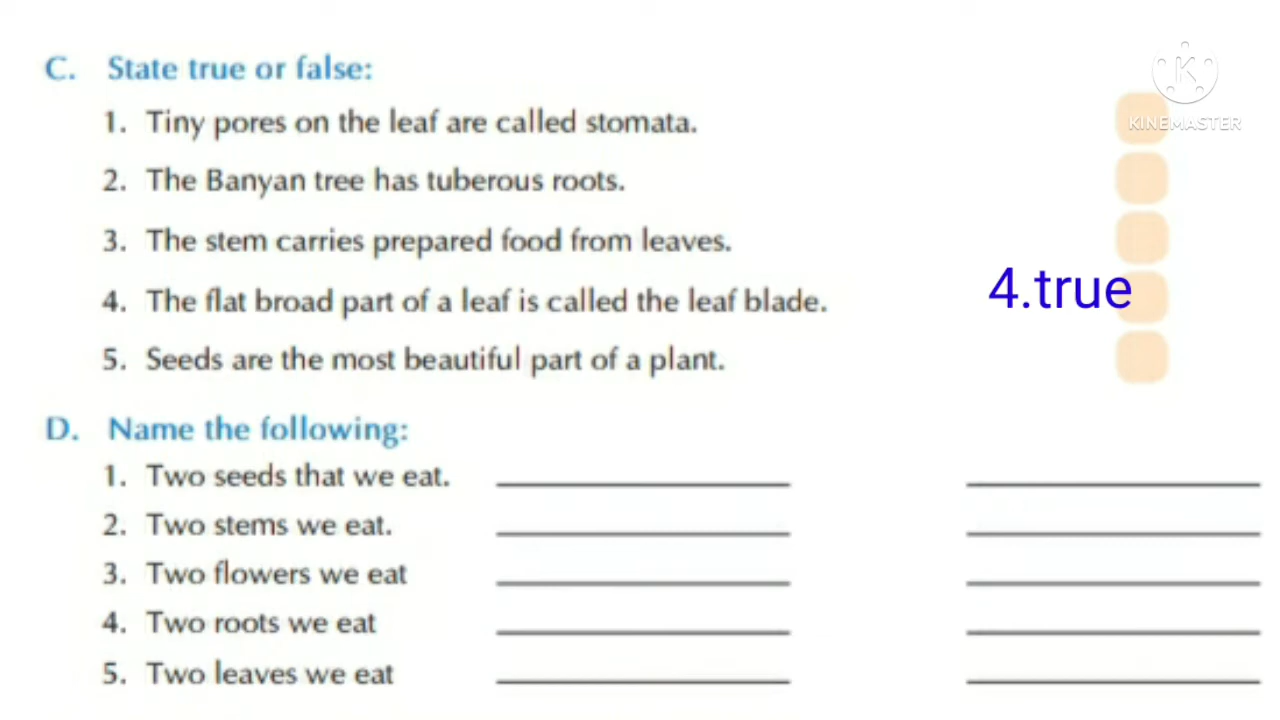 C. State true or false:
1. Tiny pores on the leaf are called stomata.
KINEMASTER
2. The Banyan tree has tuberous roots.
3. The stem carries prepared food from leaves.
4. The flat broad part of a leaf is called the leaf blade.
4.true
5. Seeds are the most beautiful part of a plant.
D. Name the following:
1. Two seeds that we eat.
2. Two stems we eat.
3. Two flowers we eat
4. Two roots we eat
5. Two leaves we eat